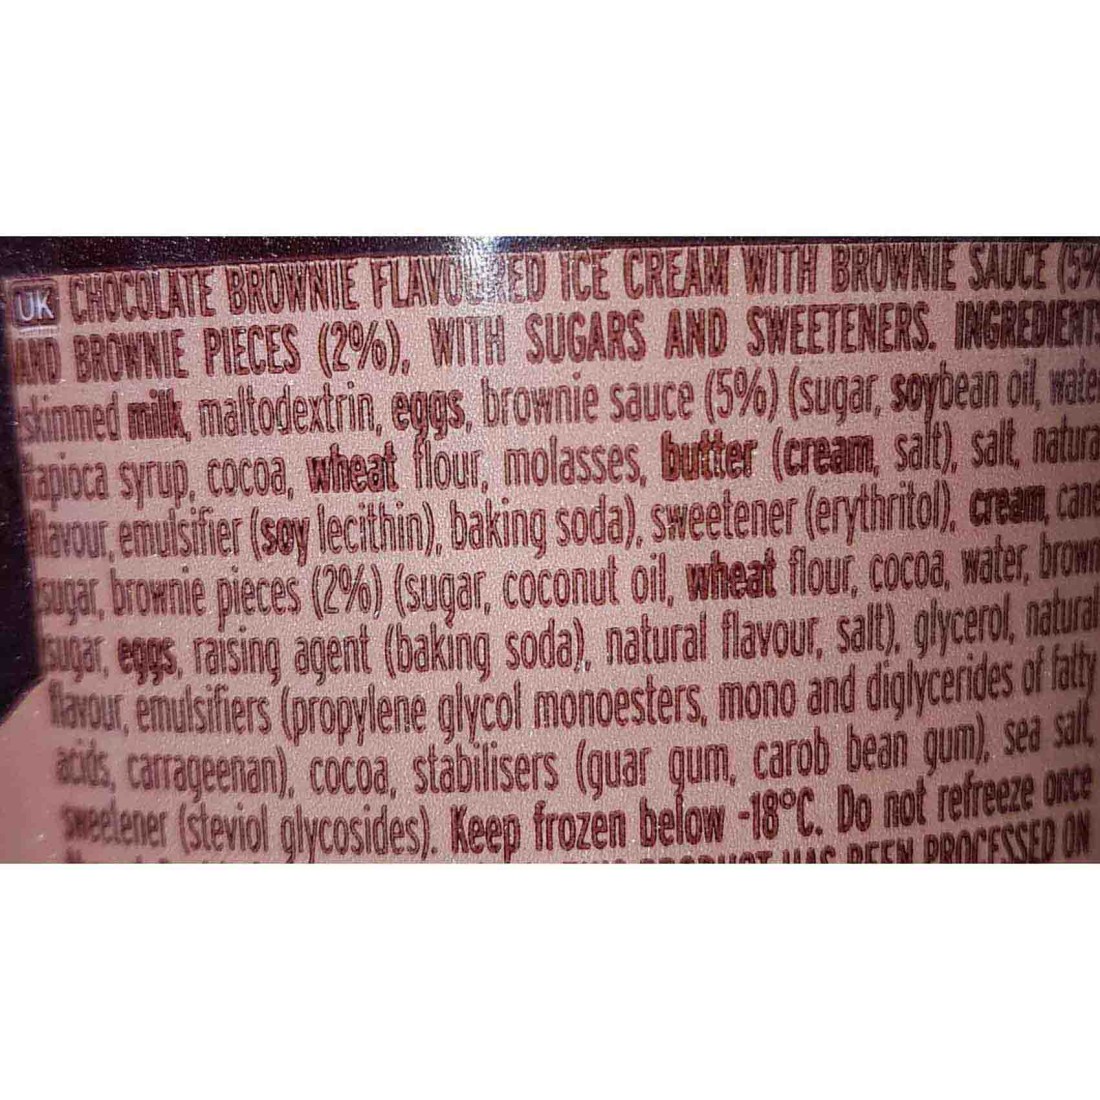 UK CHOCOLATE BROWNIE FLAVOURED ICE CREAM WITH BROWNIE SAUCE (5%
AND BROWNIE PIECES (2%), WITH SUGARS AND SWEETENERS. INGREDIENTS
skimmed milk, maltodextrin, eggs, brownie sauce (5%) (sugar, soybean oil, water
tapioca syrup, cocoa, wheat flour, molasses, butter (cream, salt), salt, natural
flavour, emulsifier (soy lecithin), baking soda), sweetener (erythritol), cream, cane
sugar, brownie pieces (2%) (sugar, coconut oil, wheat flour, cocoa, water, brown
sugar, eggs, raising agent (baking soda), natural flavour, salt), glycerol, natural
flavour, emulsifiers (propylene glycol monoesters, mono and diglycerides of fatty
acids, carrageenan), cocoa, stabilisers (guar gum, carob bean gum), sea salt,
sweetener (steviol glycosides). Keep frozen below -18°C. Do not refreeze once
PRODUCT HAS BEEN PROCESSED ON